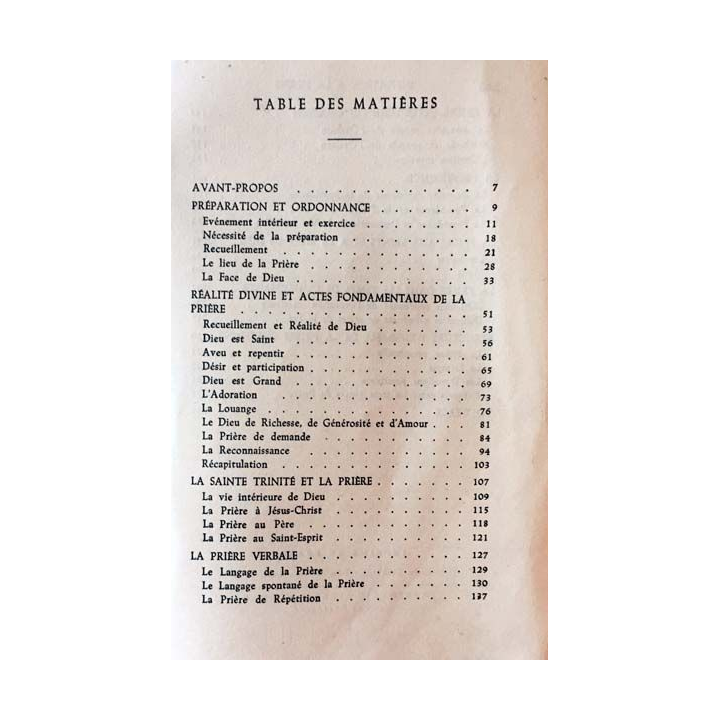 TABLE DES MATIÈRES
AVANT-PROPOS . . . . . . . . . . . . . 7
PRÉPARATION ET ORDONNANCE . . . . . . . 9
Evénement intérieur et exercice . . . . . . . . 11
Nécessité de la préparation . . . . . . . . . 18
Recueillement . . . . . . . . . . . . . 21
Le lieu de la Prière . . . . . . . . . . . 28
La Face de Dieu . . . . . . . . . . . . 33
RÉALITÉ DIVINE ET ACTES FONDAMENTAUX DE LA
PRIÈRE . . . . . . . . . . . . . . . 51
Recueillement et Réalité de Dieu . . . . . . . 53
Dieu est Saint . . . . . . . . . . . . 56
Aveu et repentir . . . . . . . . . . . . 61
Désir et participation . . . . . . . . . . . 65
Dieu est Grand . . . . . . . . . . . . 69
L'Adoration . . . . . . . . . . . . . 73
La Louange . . . . . . . . . . . . . 76
Le Dieu de Richesse, de Générosité et d'Amour . . . 81
La Prière de demande . . . . . . . . . . 84
La Reconnaissance . . . . . . . . . . . 94
Récapitulation . . . . . . . . . . . . 103
LA SAINTE TRINITÉ ET LA PRIÈRE . . . . . . . 107
La vie intérieure de Dieu . . . . . . . . . . 109
La Prière à Jésus-Christ . . . . . . . . . . 115
La Prière au Père . . . . . . . . . . . 118
La Prière au Saint-Esprit . . . . . . . . . . 121
LA PRIÈRE VERBALE . . . . . . . . . . . 127
Le Langage de la Prière . . . . . . . . . . 129
Le Langage spontané de la Prière . . . . . . . 130
La Prière de Répétition . . . . . . . . . . 137